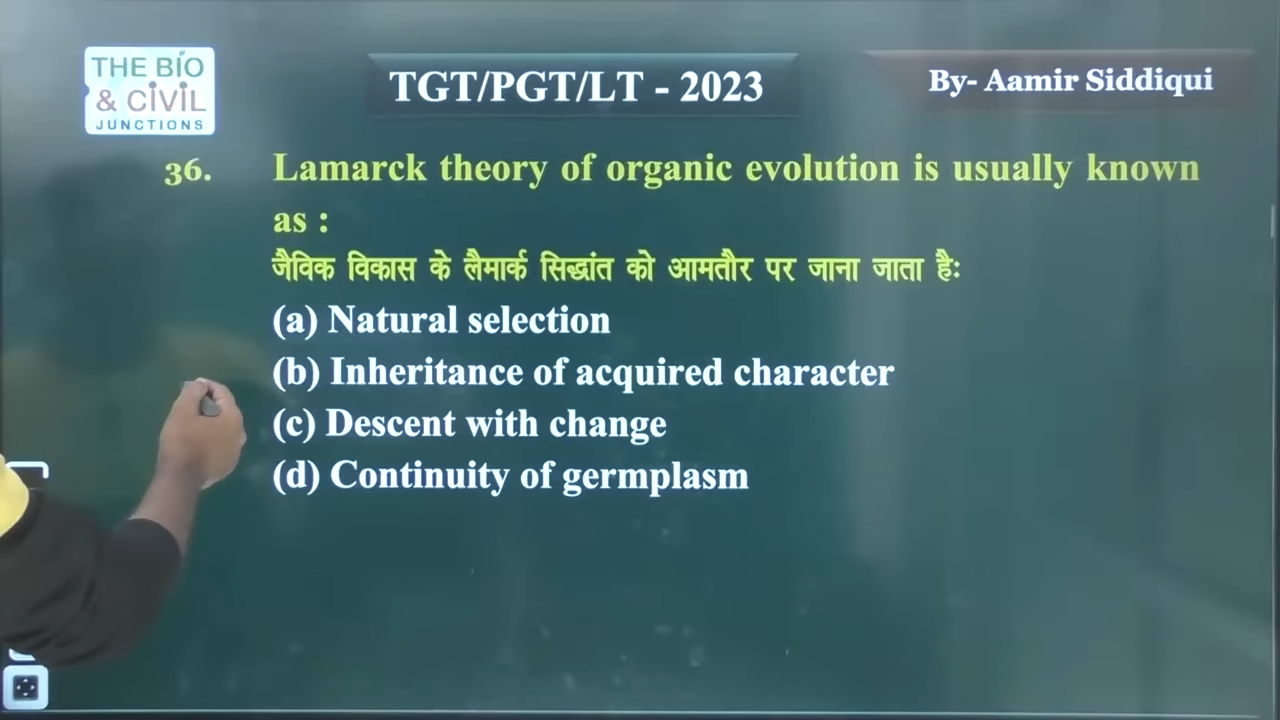 THE BIO
& CIVIL
JUNCTIONS
TGT/PGT/LT - 2023
By- Aamir Siddiqui
36. Lamarck theory of organic evolution is usually known
as :
जैविक विकास के लैमार्क सिद्धांत को आमतौर पर जाना जाता हैः
(a) Natural selection
(b) Inheritance of acquired character
(c) Descent with change
(d) Continuity of germplasm